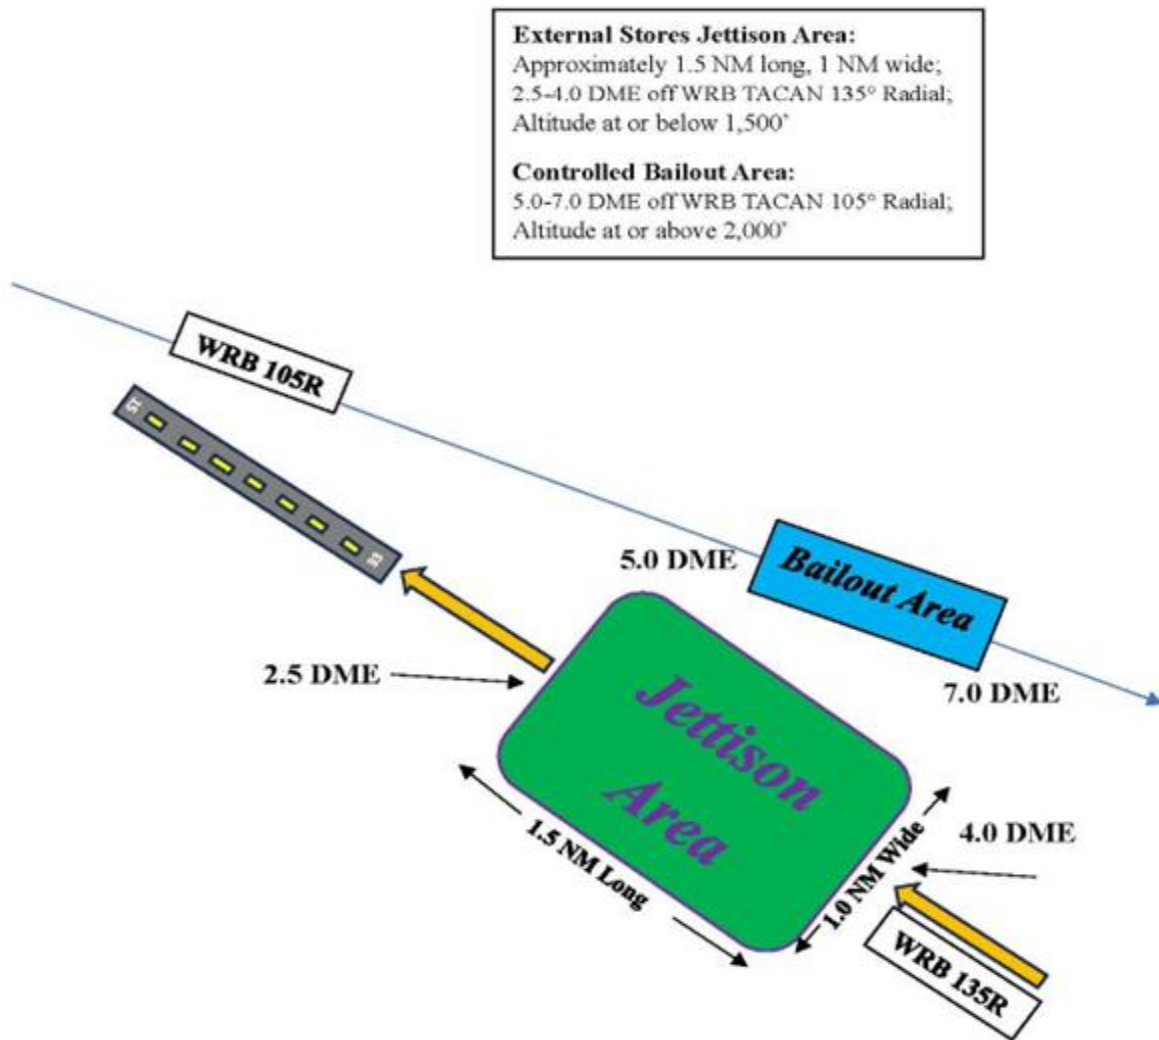 External Stores Jettison Area:
Approximately 1.5 NM long, 1 NM wide;
2.5-4.0 DME off WRB TACAN 135° Radial;
Altitude at or below 1,500'
Controlled Bailout Area:
5.0-7.0 DME off WRB TACAN 105° Radial;
Altitude at or above 2,000'
WRB 105R
15
33
5.0 DME
Bailout Area
2.5 DME
7.0 DME
Jettison
Area
1.5 NM Long
1.0 NM Wide
4.0 DME
WRB 135R